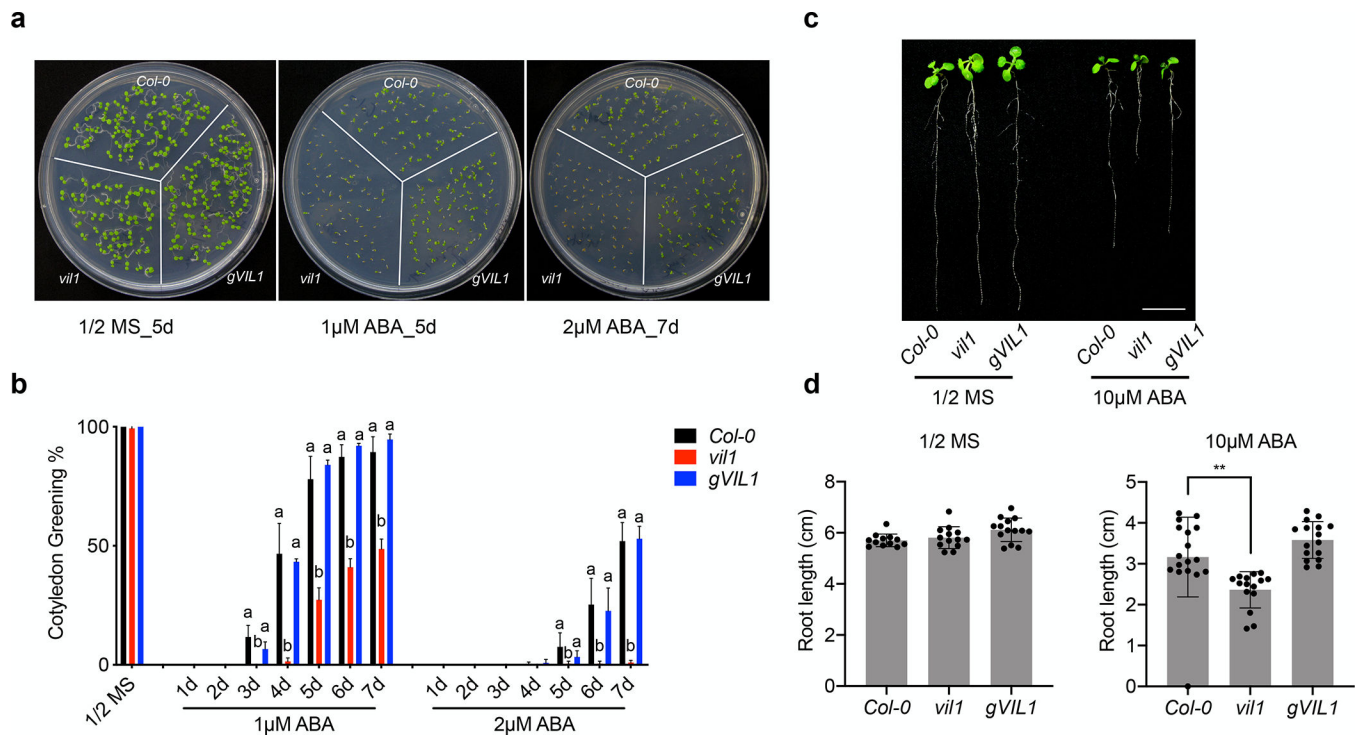 a
Col-0
vil1
gVIL1
1/2 MS_5d
Col-0
vil1
gVIL1
1μM ABA_5d
Col-0
vil1
gVIL1
2μM ABA_7d
b
Cotyledon Greening %
100
50
0
a b a
a b a
a b a
a b a
a b a
a b a
a b a
a b a
Col-0
vil1
gVIL1
1/2 MS
1d 2d 3d 4d 5d 6d 7d
1μM ABA
1d 2d 3d 4d 5d 6d 7d
2μM ABA
c
Col-0 vil1 gVIL1
1/2 MS
Col-0 vil1 gVIL1
10μM ABA
d
1/2 MS
Root length (cm)
8
6
4
2
0
Col-0 vil1 gVIL1
10μM ABA
**
Root length (cm)
5
4
3
2
1
0
Col-0 vil1 gVIL1